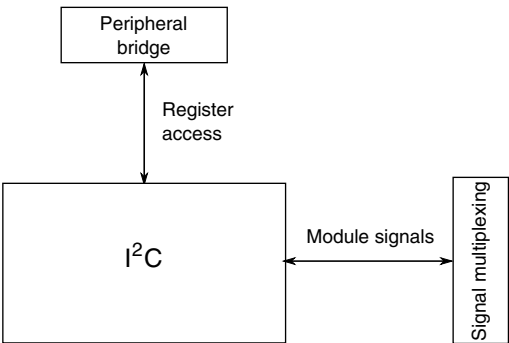 Peripheral
bridge
Register
access
I²C
Module signals
Signal multiplexing